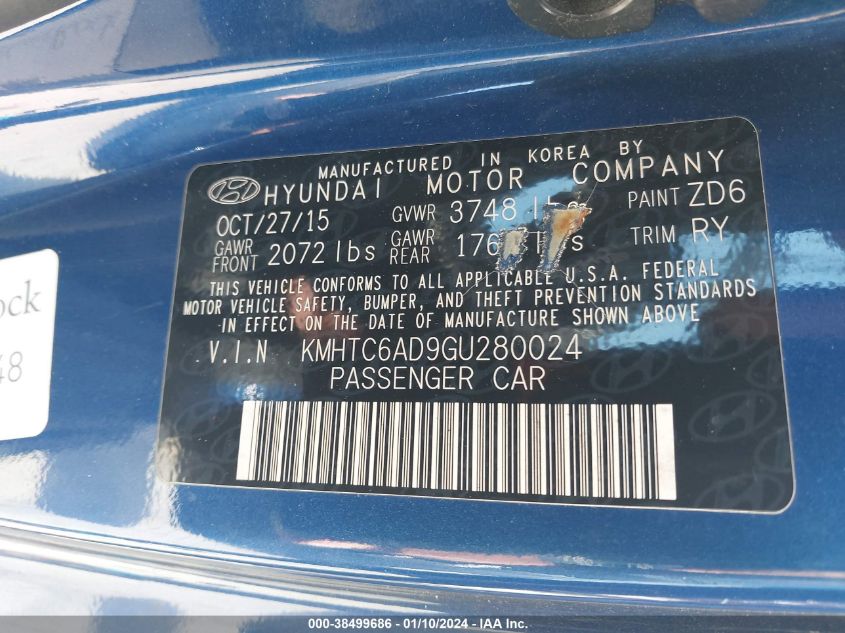 MANUFACTURED IN KOREA BY
HYUNDAI MOTOR COMPANY
OCT/27/15 GVWR 3748 PAINT ZD6
GAWR FRONT 2072 lbs GAWR REAR TRIM RY
THIS VEHICLE CONFORMS TO ALL APPLICABLE U.S.A. FEDERAL
MOTOR VEHICLE SAFETY, BUMPER, AND THEFT PREVENTION STANDARDS
IN EFFECT ON THE DATE OF MANUFACTURE SHOWN ABOVE
V.I.N KMHTC6AD9GU280024
PASSENGER CAR
000-38499686 - 01/10/2024 - IAA Inc.